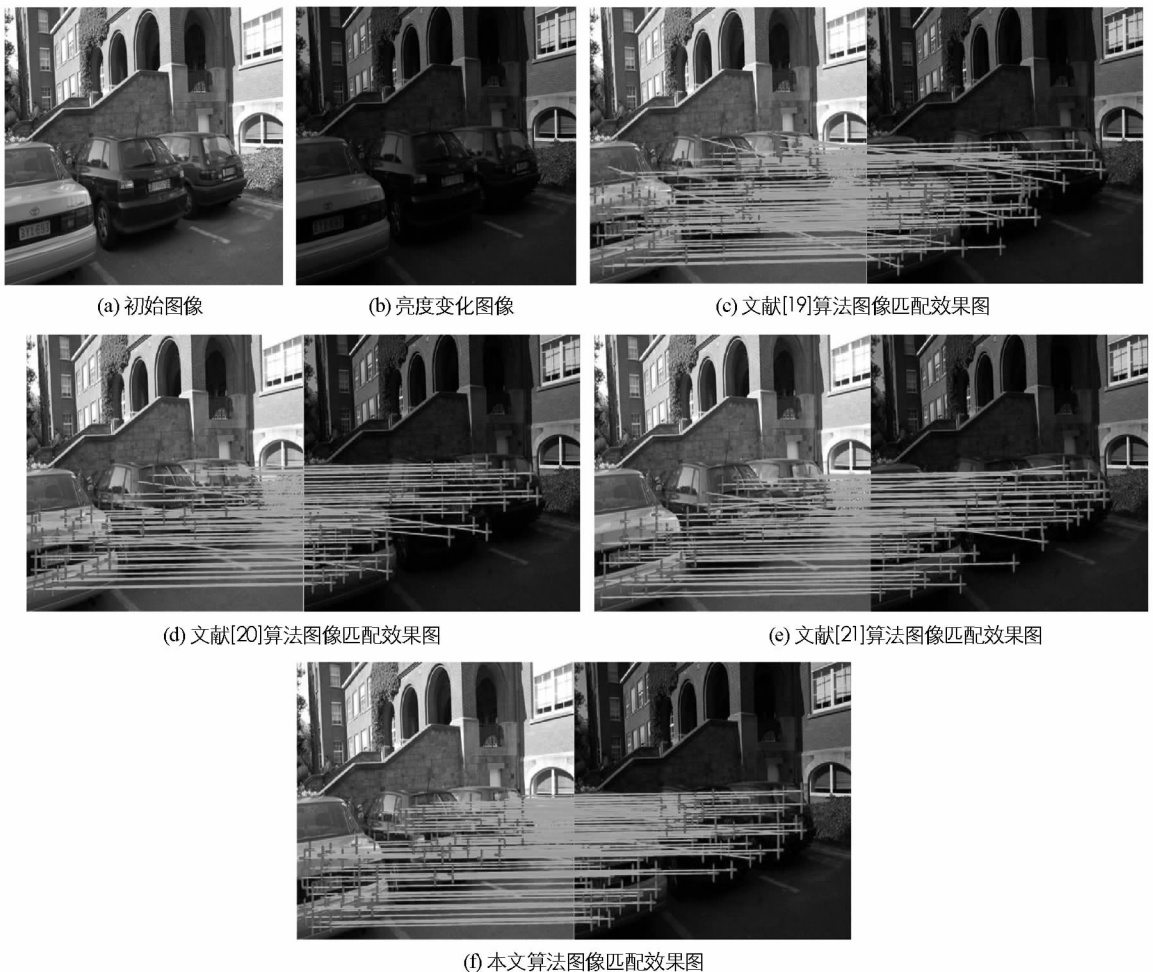 (a) 初始图像
(b) 亮度变化图像
(c) 文献[19]算法图像匹配效果图
(d) 文献[20]算法图像匹配效果图
(e) 文献[21]算法图像匹配效果图
(f) 本文算法图像匹配效果图